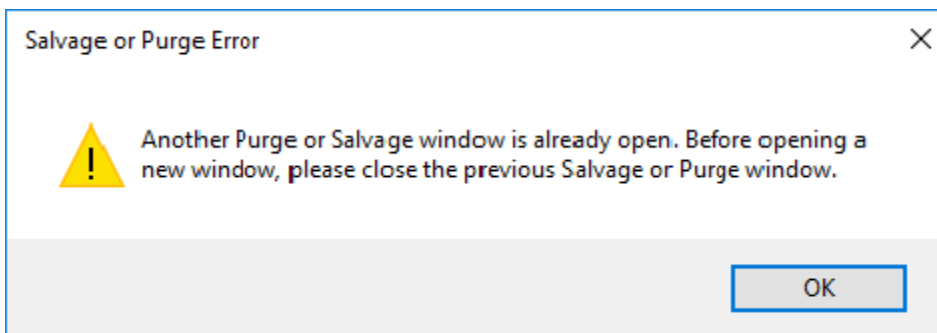 Salvage or Purge Error
Another Purge or Salvage window is already open. Before opening a
new window, please close the previous Salvage or Purge window.
OK